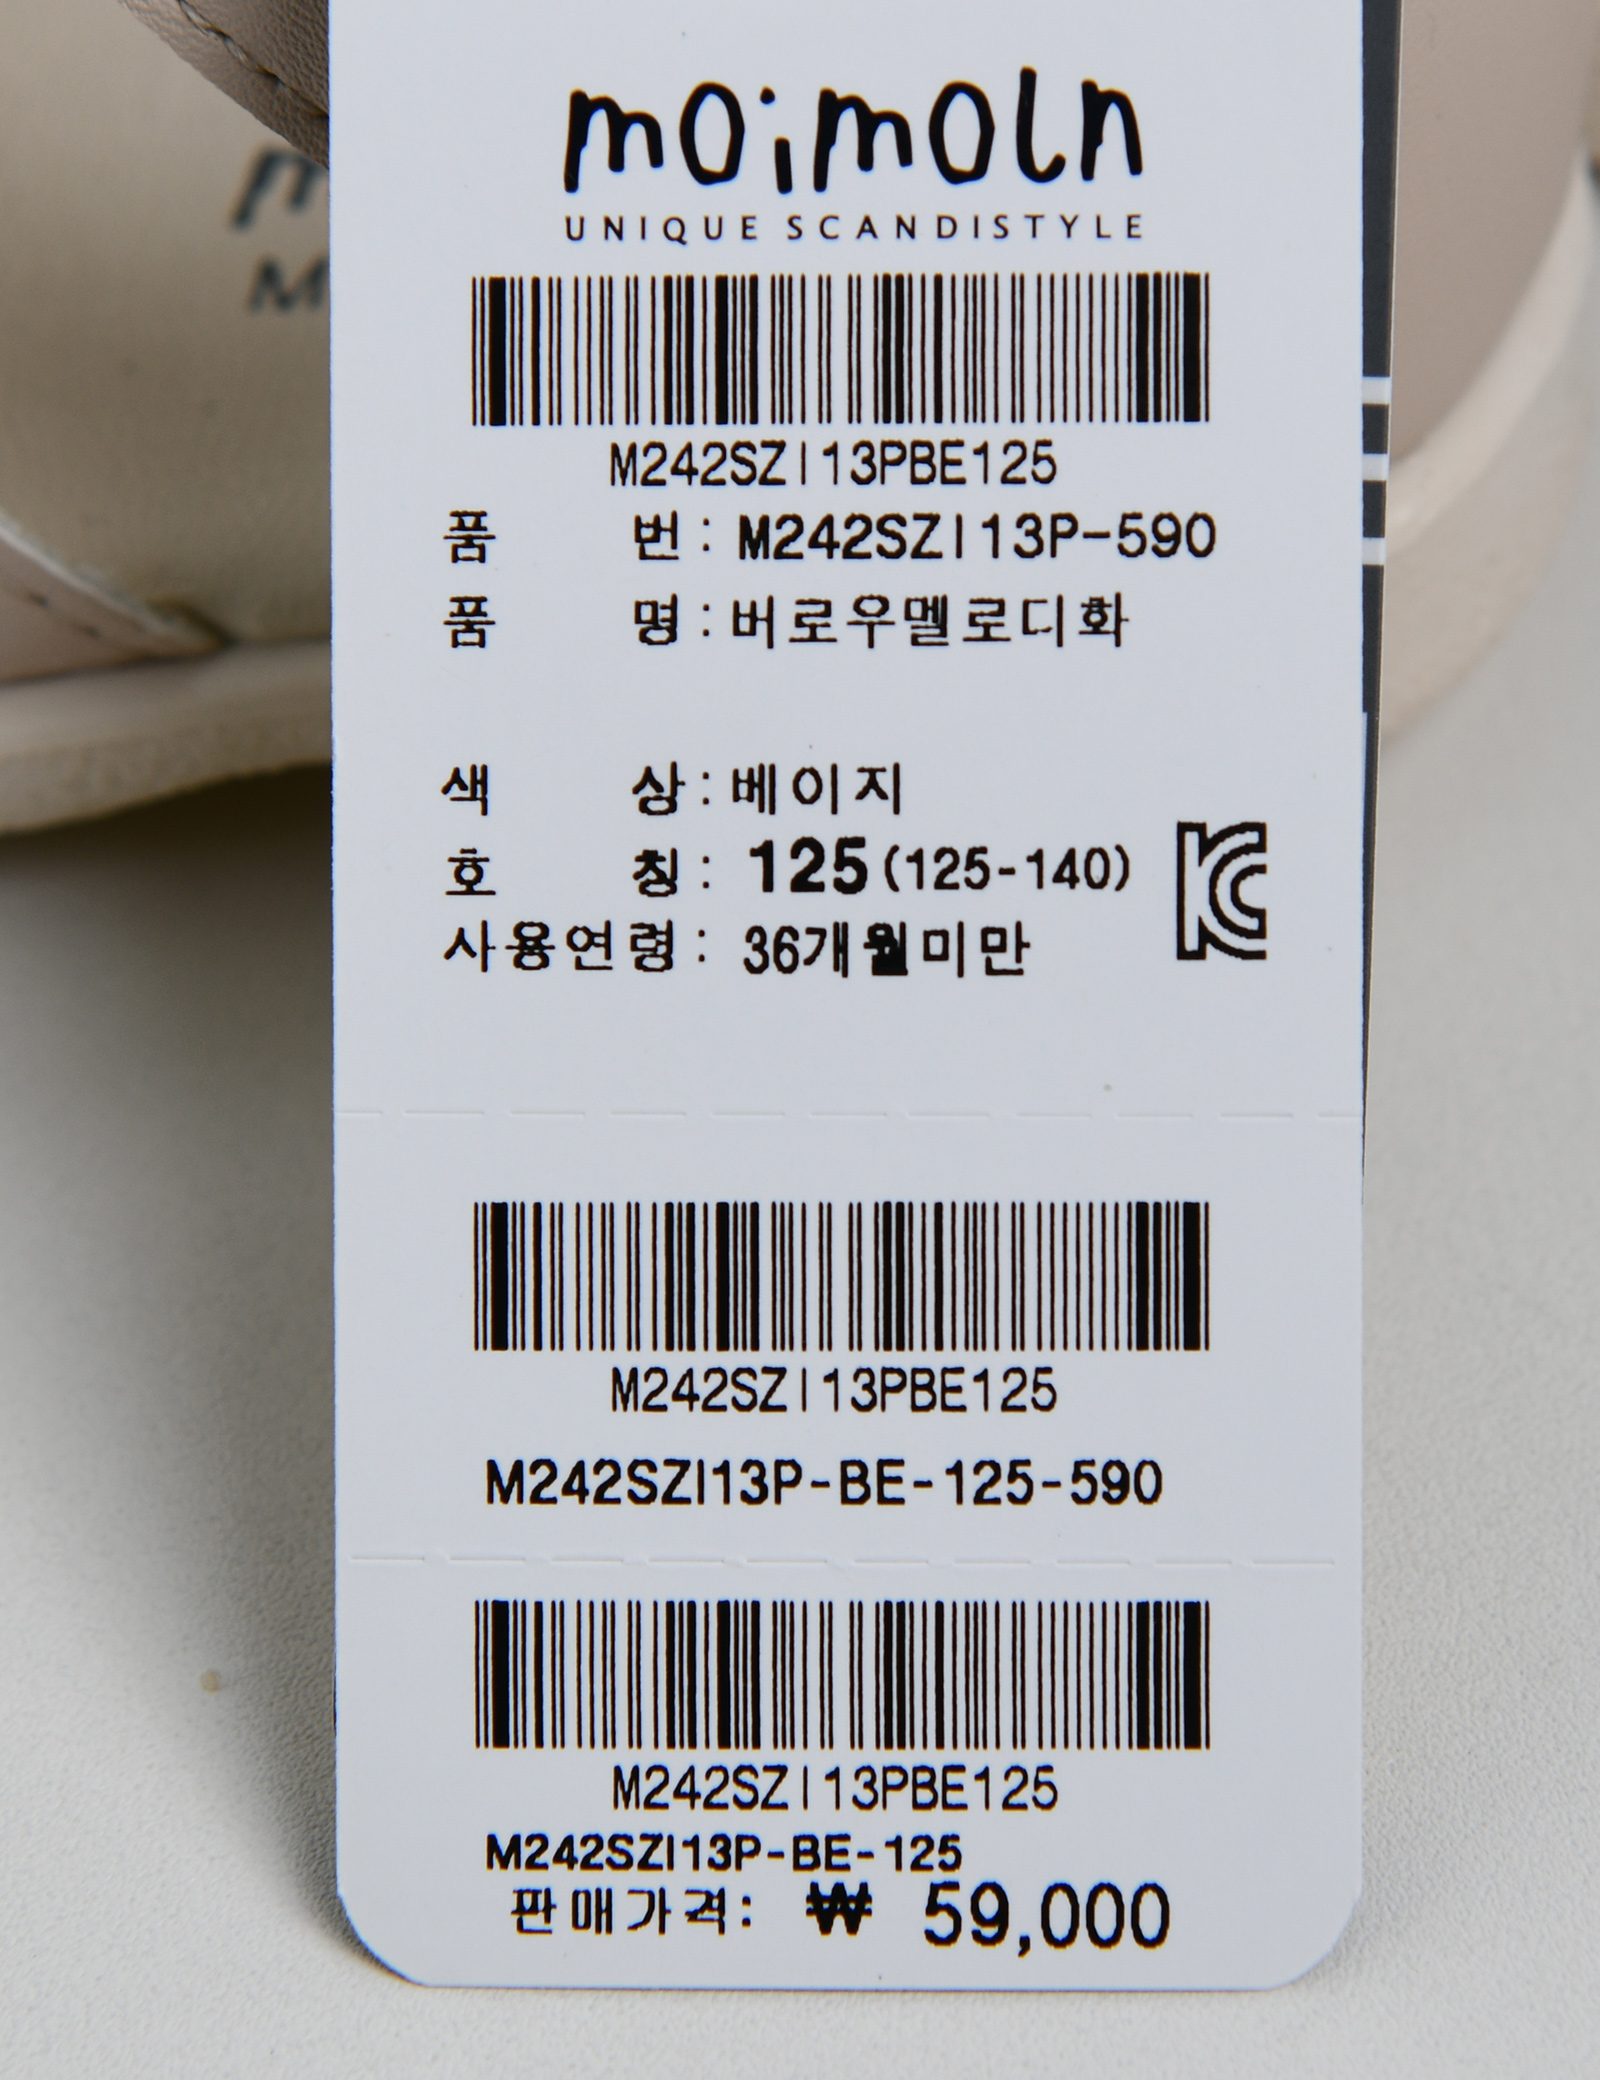 moimoln
UNIQUE SCANDISTYLE
M242SZI13PBE125
품 번: M242SZI13P-590
품 명: 버로우멜로디화
색 상: 베이지
호 칭: 125(125-140)
사용연령: 36개월미만
M242SZI13PBE125
M242SZI13P-BE-125-590
M242SZI13PBE125
M242SZI13P-BE-125
판매가격: ₩ 59,000